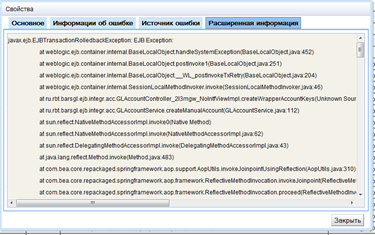 Свойства
Основное Информации об ошибке Источник ошибки Расширенная информация
javax.ejb.EJBTransactionRolledbackException: EJB Exception:
at weblogic.ejb.container.internal.BaseLocalObject.handleSystemException(BaseLocalObject.java:452)
at weblogic.ejb.container.internal.BaseLocalObject.postInvoke1(BaseLocalObject.java:251)
at weblogic.ejb.container.internal.BaseLocalObject.__WL_postInvokeTxRetry(BaseLocalObject.java:204)
at weblogic.ejb.container.internal.SessionLocalMethodInvoker.invoke(SessionLocalMethodInvoker.java:46)
at ru.rbt.barsgl.ejb.integr.acc.GLAccountController_2l3mgw_NoIntfViewImpl.createWrapperAccountKeys(Unknown Sour
at ru.rbt.barsgl.ejb.integr.acc.GLAccountService.createManualAccount(GLAccountService.java:112)
at sun.reflect.NativeMethodAccessorImpl.invoke0(Native Method)
at sun.reflect.NativeMethodAccessorImpl.invoke(NativeMethodAccessorImpl.java:62)
at sun.reflect.DelegatingMethodAccessorImpl.invoke(DelegatingMethodAccessorImpl.java:43)
at java.lang.reflect.Method.invoke(Method.java:483)
at com.bea.core.repackaged.springframework.aop.support.AopUtils.invokeJoinpointUsingReflection(AopUtils.java:310)
at com.bea.core.repackaged.springframework.aop.framework.ReflectiveMethodInvocation.invokeJoinpoint(ReflectiveMet
at com.bea.core.repackaged.springframework.aop.framework.ReflectiveMethodInvocation.proceed(ReflectiveMethodInvo
Закрыть